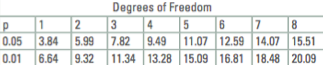 Degrees of Freedom
p 1 2 3 4 5 6 7 8
0.05 3.84 5.99 7.82 9.49 11.07 12.59 14.07 15.51
0.01 6.64 9.32 11.34 13.28 15.09 16.81 18.48 20.09